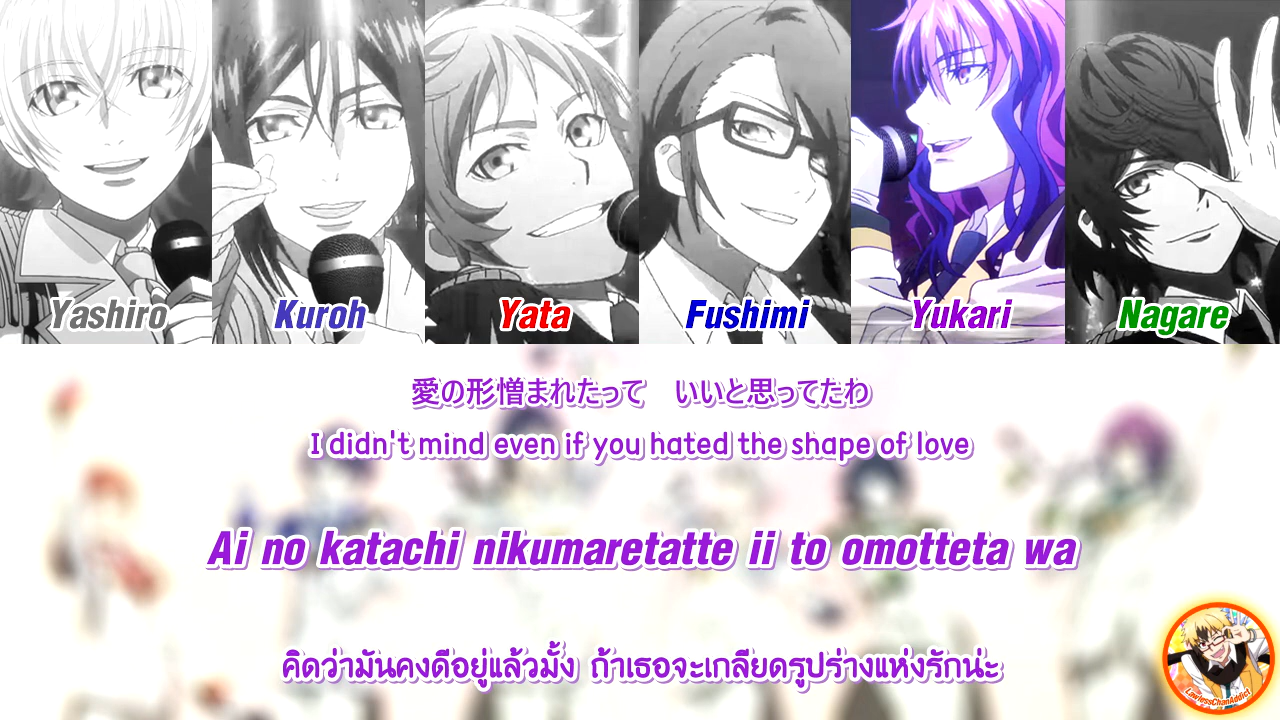 Yashiro
Kuroh
Yata
Fushimi
Yukari
Nagare
愛の形憎まれたって　いいと思ってたわ
I didn't mind even if you hated the shape of love
Ai no katachi nikumaretatte ii to omotteta wa
คิดว่ามันคงดีอยู่แล้วมั้ง ถ้าเธอจะเกลียดรูปร่างแห่งรักน่ะ
LawlessChanAddict